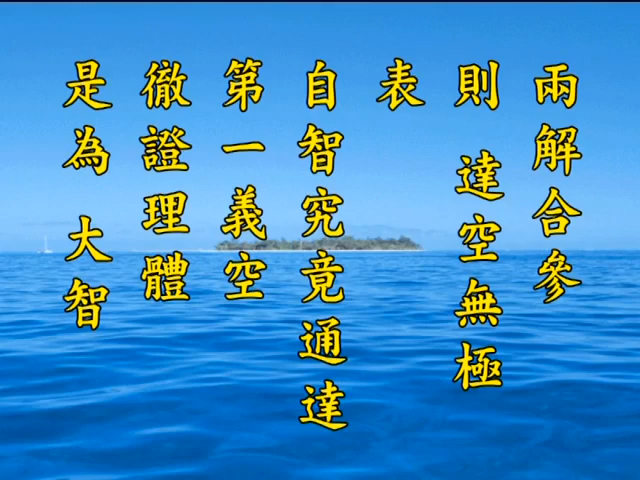 兩解合參
則 達空無極
表
自智究竟通達
第一義空
徹證理體
是為 大智